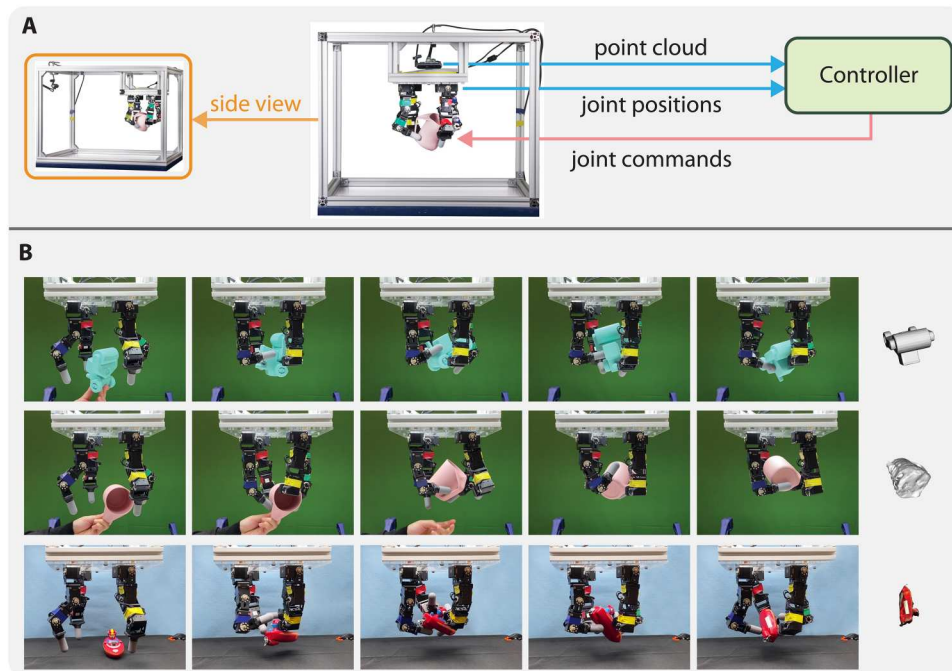 A
point cloud
Controller
side view
joint positions
joint commands
B